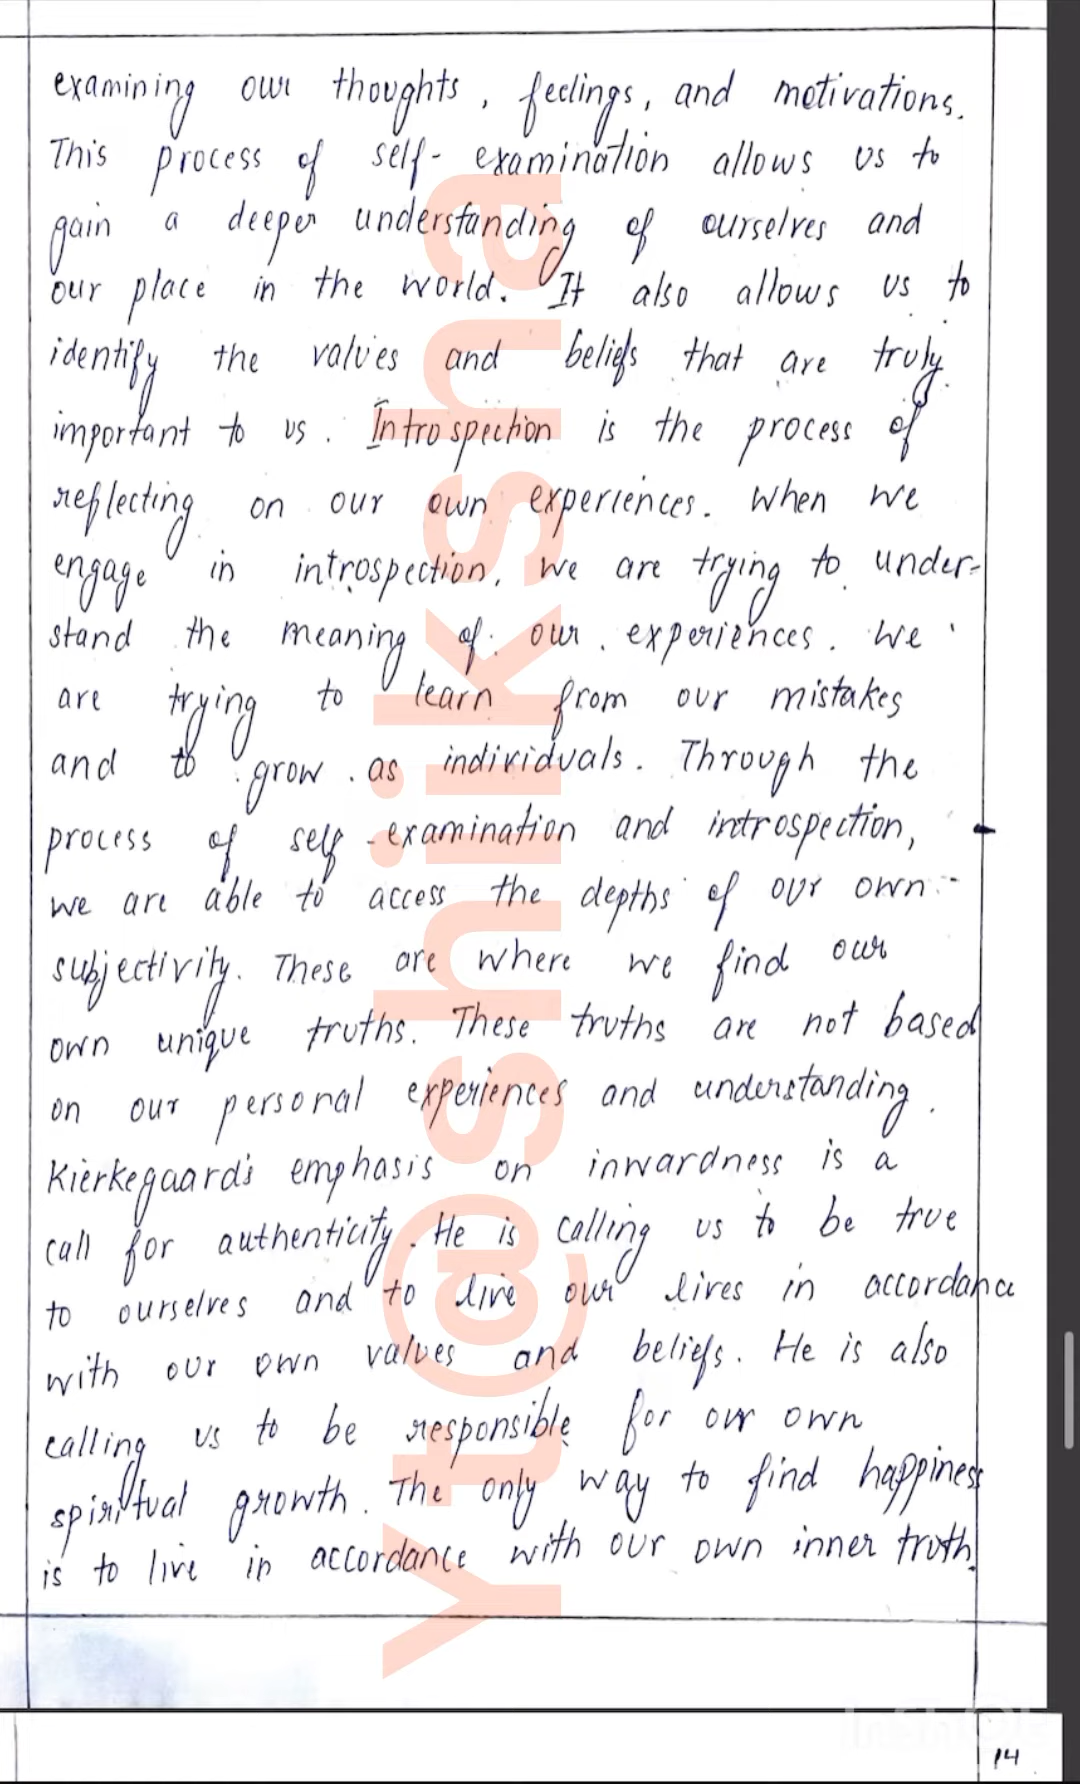 examining our thoughts, feelings, and motivations.
This process of self-examination allows us to
gain a deeper understanding of ourselves and
our place in the world. It also allows us to
identify the values and beliefs that are truly
important to us. Introspection is the process of
reflecting on our own experiences. When we
engage in introspection, we are trying to under-
stand the meaning of our experiences. We
are trying to learn from our mistakes
and to grow as individuals. Through the
process of self-examination and introspection,
we are able to access the depths of our own
subjectivity. These are where we find our
own unique truths. These truths are not based
on our personal experiences and understanding.
Kierkegaard's emphasis on inwardness is a
call for authenticity. He is calling us to be true
to ourselves and to live our lives in accordance
with our own values and beliefs. He is also
calling us to be responsible for our own
spiritual growth. The only way to find happiness
is to live in accordance with our own inner truth.
14
yt@shliksha